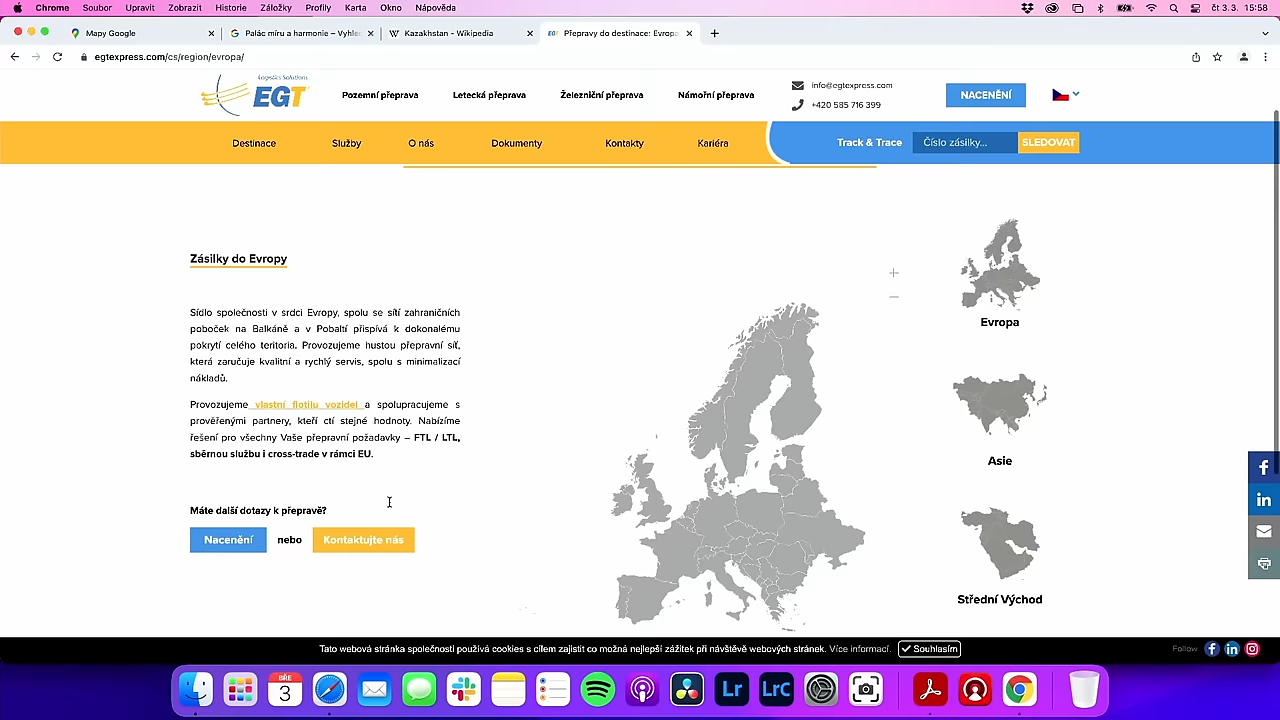 Chrome Soubor Upravit Zobrazit Historie Záložky Profily Karta Okno Nápověda čt 3. 3. 15:58
Mapy Google
Palác míru a harmonie – Vyhle
Kazakhstan - Wikipedia
EGT Přepravy do destinace: Evropa
egtexpress.com/cs/region/evropa/
Logistics Solutions
EGT
Pozemní přeprava
Letecká přeprava
Železniční přeprava
Námořní přeprava
info@egtexpress.com
+420 585 716 399
NACENĚNÍ
Destinace
Služby
O nás
Dokumenty
Kontakty
Kariéra
Track & Trace
Číslo zásilky...
SLEDOVAT
Zásilky do Evropy
Sídlo společnosti v srdci Evropy, spolu se sítí zahraničních
poboček na Balkáně a v Pobaltí přispívá k dokonalému
pokrytí celého teritoria. Provozujeme hustou přepravní síť,
která zaručuje kvalitní a rychlý servis, spolu s minimalizací
nákladů.
Provozujeme vlastní flotilu vozidel a spolupracujeme s
prověřenými partnery, kteří ctí stejné hodnoty. Nabízíme
řešení pro všechny Vaše přepravní požadavky – FTL / LTL,
sběrnou službu i cross-trade v rámci EU.
Máte další dotazy k přepravě?
Nacenění
nebo
Kontaktujte nás
+
−
Evropa
Asie
Střední Východ
Tato webová stránka společnosti používá cookies s cílem zajistit co možná nejlepší zážitek při návštěvě webových stránek. Více informací. Souhlasím
Follow
BŘE
3
Lr
LrC